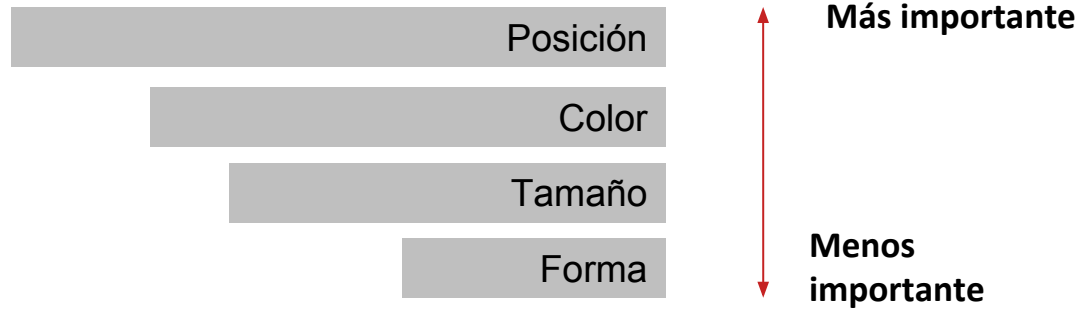 Posición
Más importante
Color
Tamaño
Forma
Menos
importante